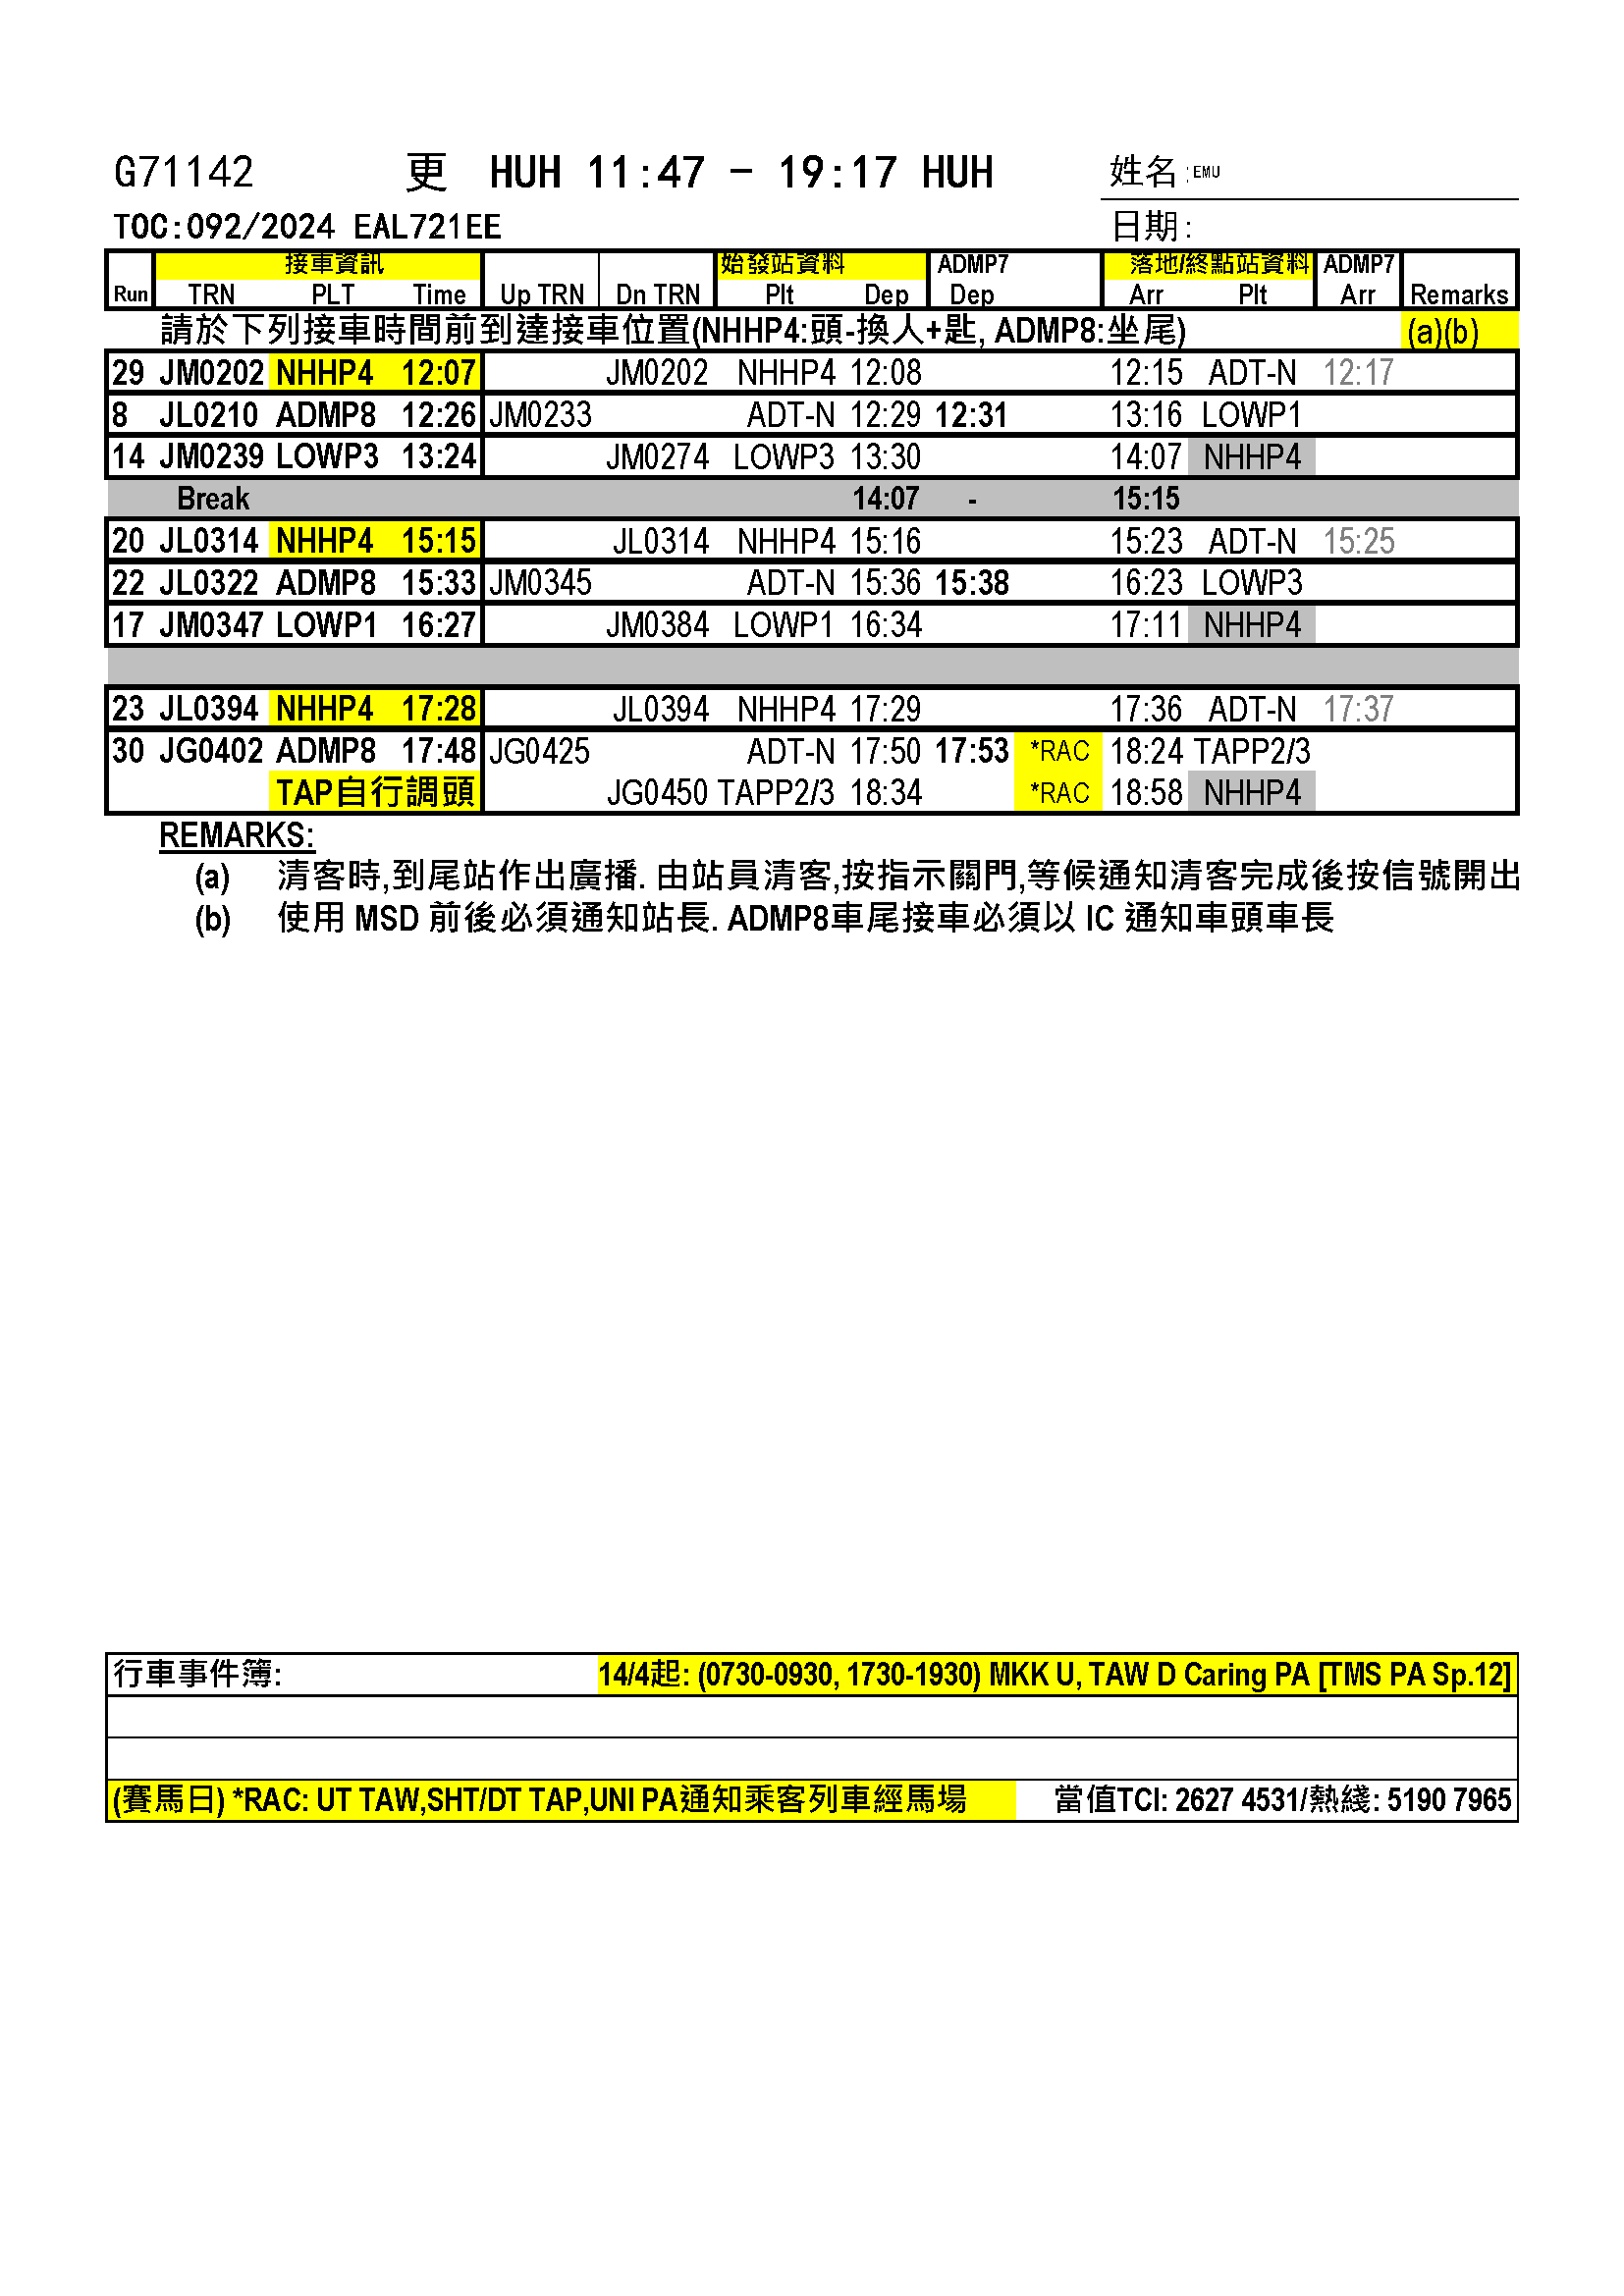 G71142 更 HUH 11:47 - 19:17 HUH 姓名:EMU
TOC:092/2024 EAL721EE 日期:
接車資訊 始發站資料 ADMP7 落地/終點站資料 ADMP7
Run TRN PLT Time Up TRN Dn TRN Plt Dep Dep Arr Plt Arr Remarks
請於下列接車時間前到達接車位置(NHHP4:頭-換人+匙, ADMP8:坐尾) (a)(b)
29 JM0202 NHHP4 12:07 JM0202 NHHP4 12:08 12:15 ADT-N 12:17
8 JL0210 ADMP8 12:26 JM0233 ADT-N 12:29 12:31 13:16 LOWP1
14 JM0239 LOWP3 13:24 JM0274 LOWP3 13:30 14:07 NHHP4
Break 14:07 - 15:15
20 JL0314 NHHP4 15:15 JL0314 NHHP4 15:16 15:23 ADT-N 15:25
22 JL0322 ADMP8 15:33 JM0345 ADT-N 15:36 15:38 16:23 LOWP3
17 JM0347 LOWP1 16:27 JM0384 LOWP1 16:34 17:11 NHHP4
23 JL0394 NHHP4 17:28 JL0394 NHHP4 17:29 17:36 ADT-N 17:37
30 JG0402 ADMP8 17:48 JG0425 ADT-N 17:50 17:53 *RAC 18:24 TAPP2/3
TAP自行調頭 JG0450 TAPP2/3 18:34 *RAC 18:58 NHHP4
REMARKS:
(a) 清客時,到尾站作出廣播. 由站員清客,按指示關門,等候通知清客完成後按信號開出
(b) 使用 MSD 前後必須通知站長. ADMP8車尾接車必須以 IC 通知車頭車長
行車事件簿: 14/4起: (0730-0930, 1730-1930) MKK U, TAW D Caring PA [TMS PA Sp.12]
(賽馬日) *RAC: UT TAW,SHT/DT TAP,UNI PA通知乘客列車經馬場 當值TCI: 2627 4531/熱綫: 5190 7965